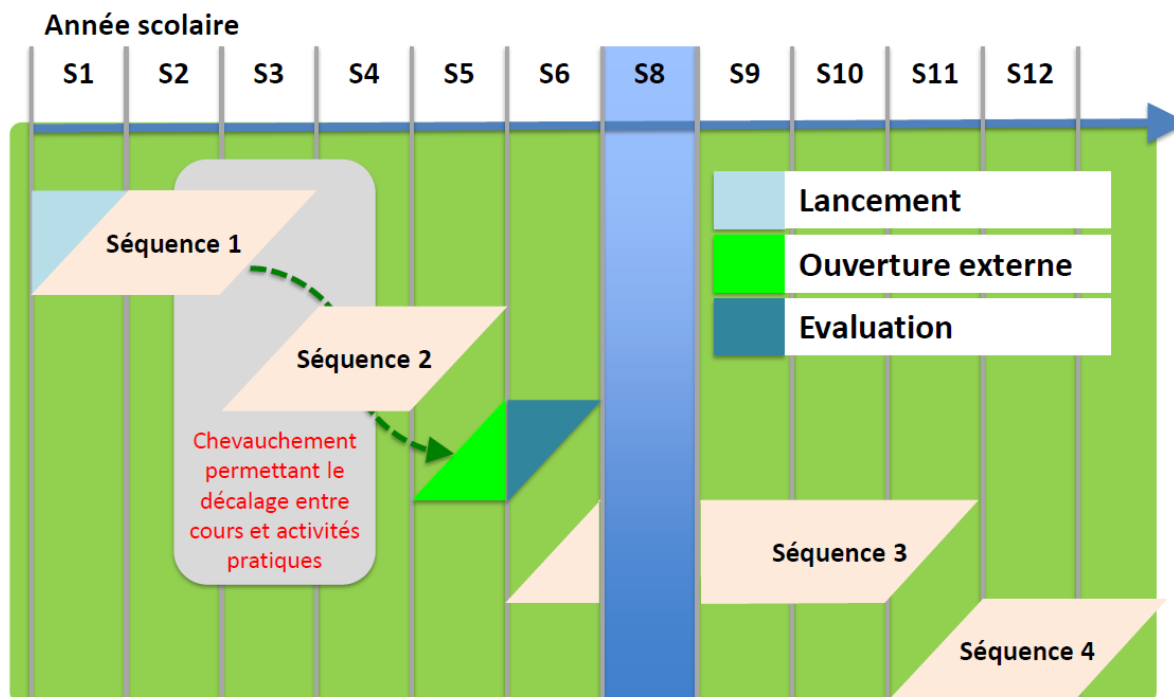 Année scolaire
S1 S2 S3 S4 S5 S6 S8 S9 S10 S11 S12
Lancement
Ouverture externe
Evaluation
Séquence 1
Séquence 2
Chevauchement
permettant le
décalage entre
cours et activités
pratiques
Séquence 3
Séquence 4